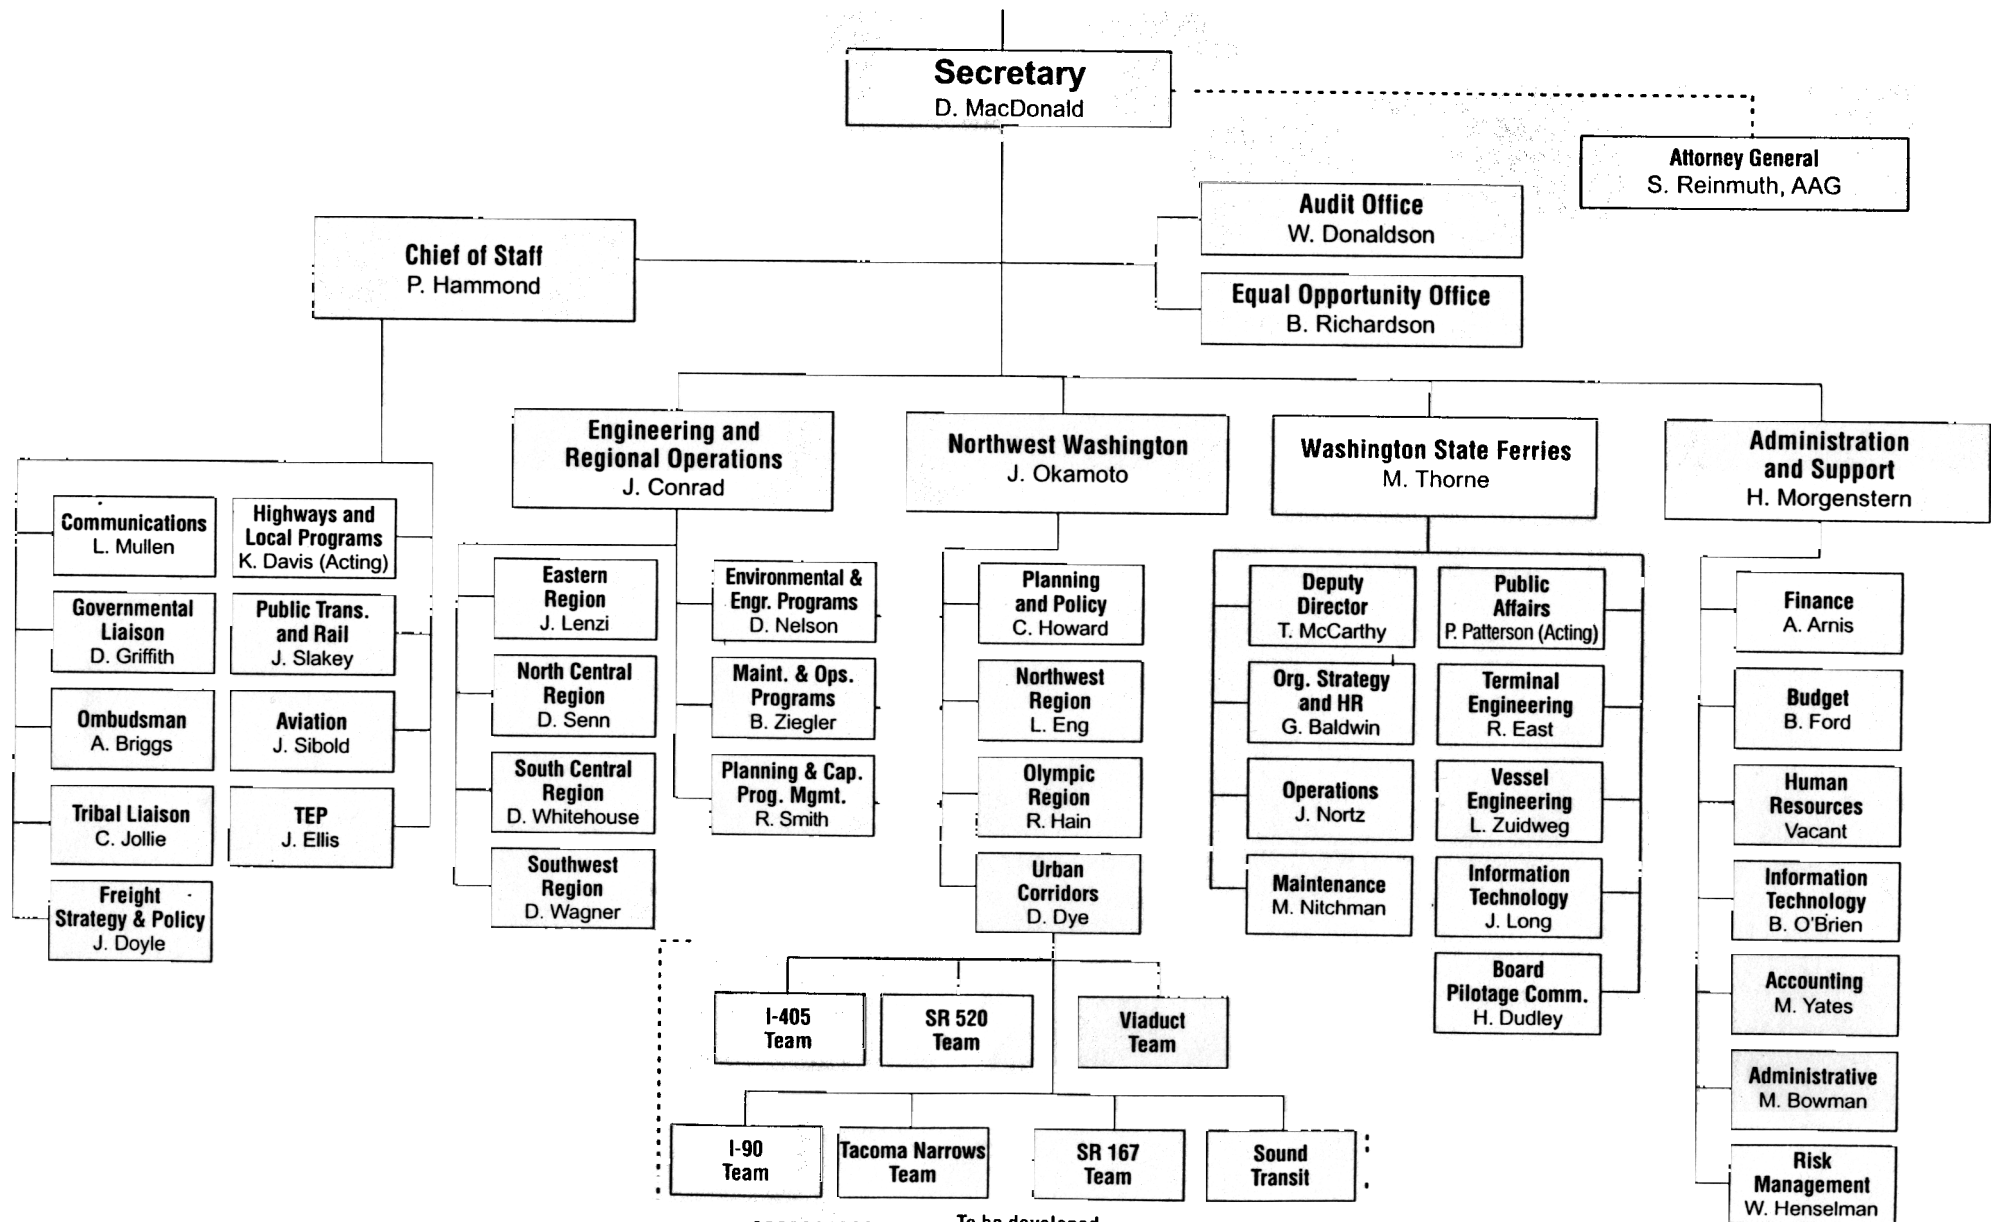 Secretary
D. MacDonald
Attorney General
S. Reinmuth, AAG
Audit Office
W. Donaldson
Equal Opportunity Office
B. Richardson
Chief of Staff
P. Hammond
Communications
L. Mullen
Governmental
Liaison
D. Griffith
Ombudsman
A. Briggs
Tribal Liaison
C. Jollie
Freight
Strategy & Policy
J. Doyle
Highways and
Local Programs
K. Davis (Acting)
Public Trans.
and Rail
J. Slakey
Aviation
J. Sibold
TEP
J. Ellis
Engineering and
Regional Operations
J. Conrad
Eastern
Region
J. Lenzi
North Central
Region
D. Senn
South Central
Region
D. Whitehouse
Southwest
Region
D. Wagner
Environmental &
Engr. Programs
D. Nelson
Maint. & Ops.
Programs
B. Ziegler
Planning & Cap.
Prog. Mgmt.
R. Smith
Northwest Washington
J. Okamoto
Planning
and Policy
C. Howard
Northwest
Region
L. Eng
Olympic
Region
R. Hain
Urban
Corridors
D. Dye
I-405
Team
SR 520
Team
Viaduct
Team
I-90
Team
Tacoma Narrows
Team
SR 167
Team
Sound
Transit
To be developed
Washington State Ferries
M. Thorne
Deputy
Director
T. McCarthy
Org. Strategy
and HR
G. Baldwin
Operations
J. Nortz
Maintenance
M. Nitchman
Public
Affairs
P. Patterson (Acting)
Terminal
Engineering
R. East
Vessel
Engineering
L. Zuidweg
Information
Technology
J. Long
Board
Pilotage Comm.
H. Dudley
Administration
and Support
H. Morgenstern
Finance
A. Arnis
Budget
B. Ford
Human
Resources
Vacant
Information
Technology
B. O'Brien
Accounting
M. Yates
Administrative
M. Bowman
Risk
Management
W. Henselman